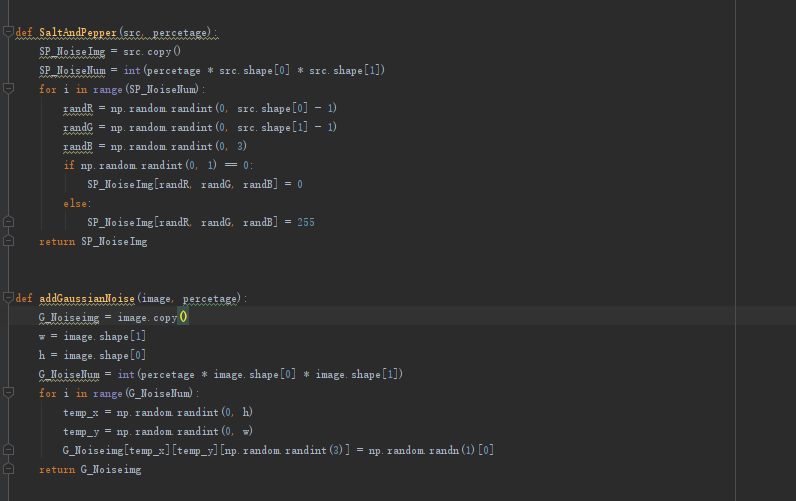 def SaltAndPepper(src, percetage):
    SP_NoiseImg = src.copy()
    SP_NoiseNum = int(percetage * src.shape[0] * src.shape[1])
    for i in range(SP_NoiseNum):
        randR = np.random.randint(0, src.shape[0] - 1)
        randG = np.random.randint(0, src.shape[1] - 1)
        randB = np.random.randint(0, 3)
        if np.random.randint(0, 1) == 0:
            SP_NoiseImg[randR, randG, randB] = 0
        else:
            SP_NoiseImg[randR, randG, randB] = 255
    return SP_NoiseImg
def addGaussianNoise(image, percetage):
    G_Noiseimg = image.copy()
    w = image.shape[1]
    h = image.shape[0]
    G_NoiseNum = int(percetage * image.shape[0] * image.shape[1])
    for i in range(G_NoiseNum):
        temp_x = np.random.randint(0, h)
        temp_y = np.random.randint(0, w)
        G_Noiseimg[temp_x][temp_y][np.random.randint(3)] = np.random.randn(1)[0]
    return G_Noiseimg